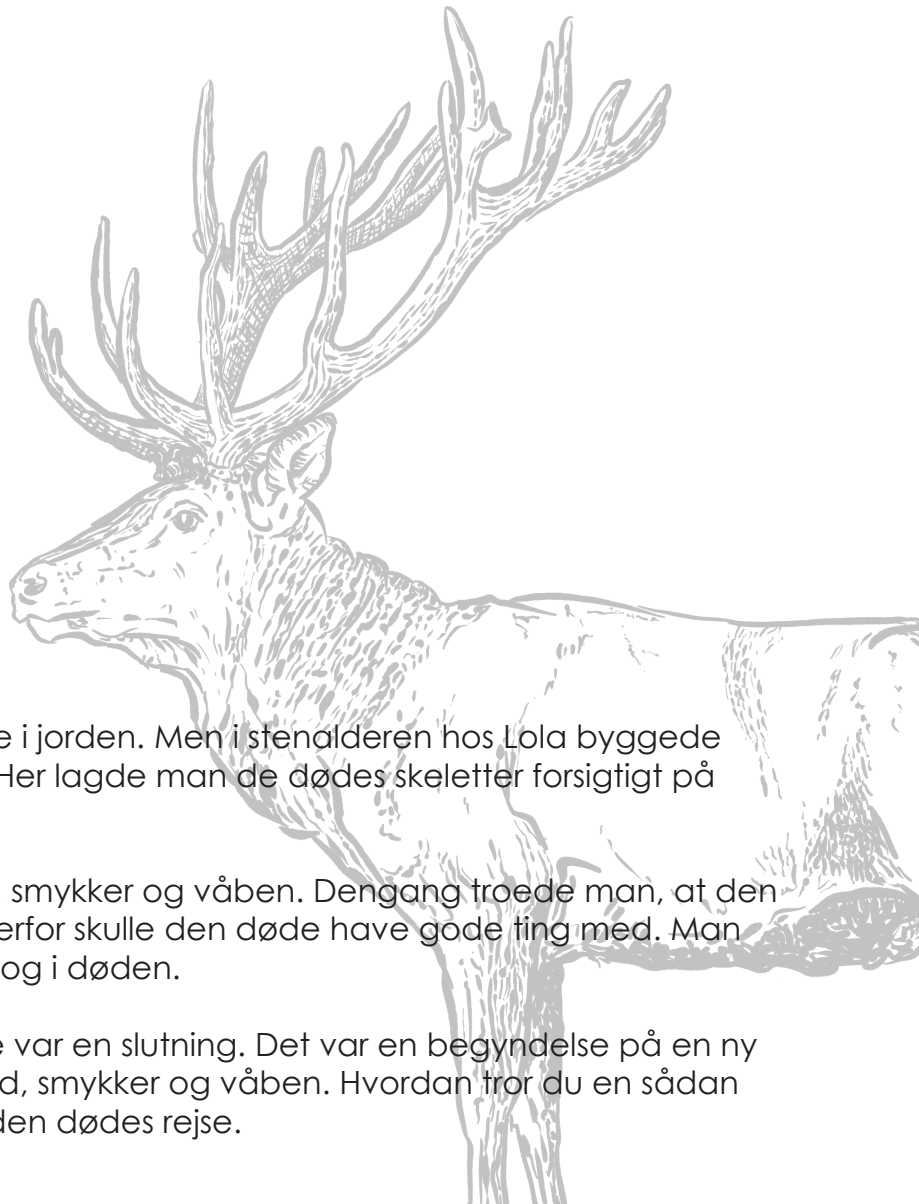 e i jorden. Men i stenalderen hos Lola byggede
Her lagde man de dødes skeletter forsigtigt på
smykker og våben. Dengang troede man, at den
erfor skulle den døde have gode ting med. Man
og i døden.
e var en slutning. Det var en begyndelse på en ny
d, smykker og våben. Hvordan tror du en sådan
den dødes rejse.